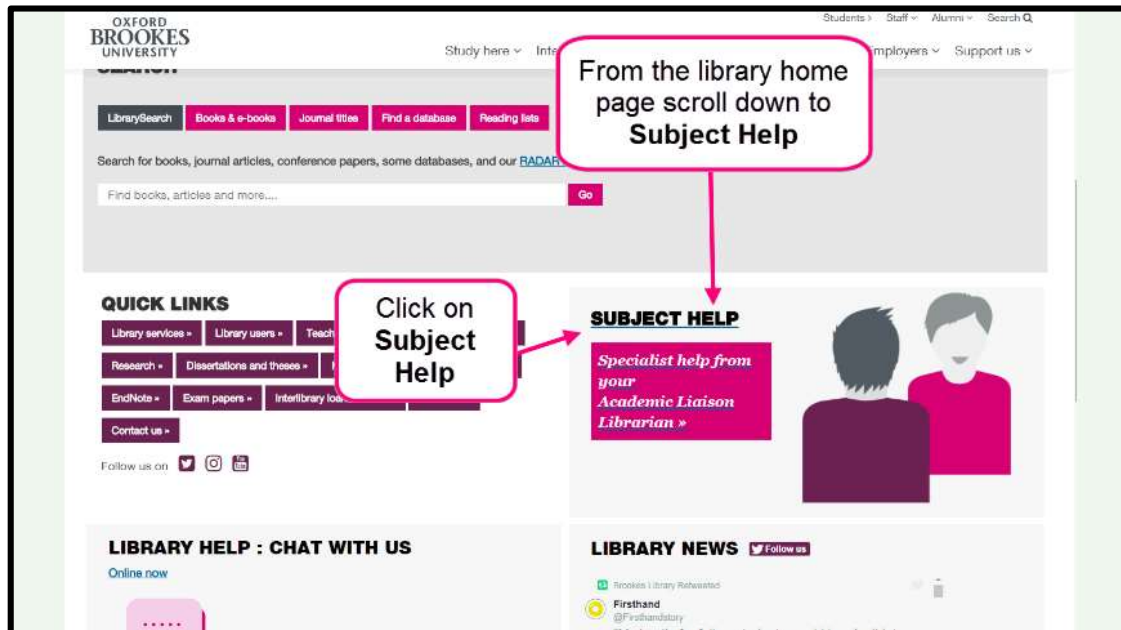 OXFORD
BROOKES
UNIVERSITY
Students Staff Alumni Search
Study here
Employers Support us
SEARCH
From the library home
page scroll down to
Subject Help
LibrarySearch Books & e-books Journal titles Find a database Reading lists
Search for books, journal articles, conference papers, some databases, and our RADAR
Find books, articles and more.... Go
QUICK LINKS
Library services » Library users »
Research » Dissertations and theses »
EndNote » Exam papers »
Contact us »
Follow us on
Click on
Subject
Help
SUBJECT HELP
Specialist help from
your
Academic Liaison
Librarian »
LIBRARY HELP : CHAT WITH US
Online now
LIBRARY NEWS Follow us
Brookes Library Retweeted
Firsthand
@Firsthandstory